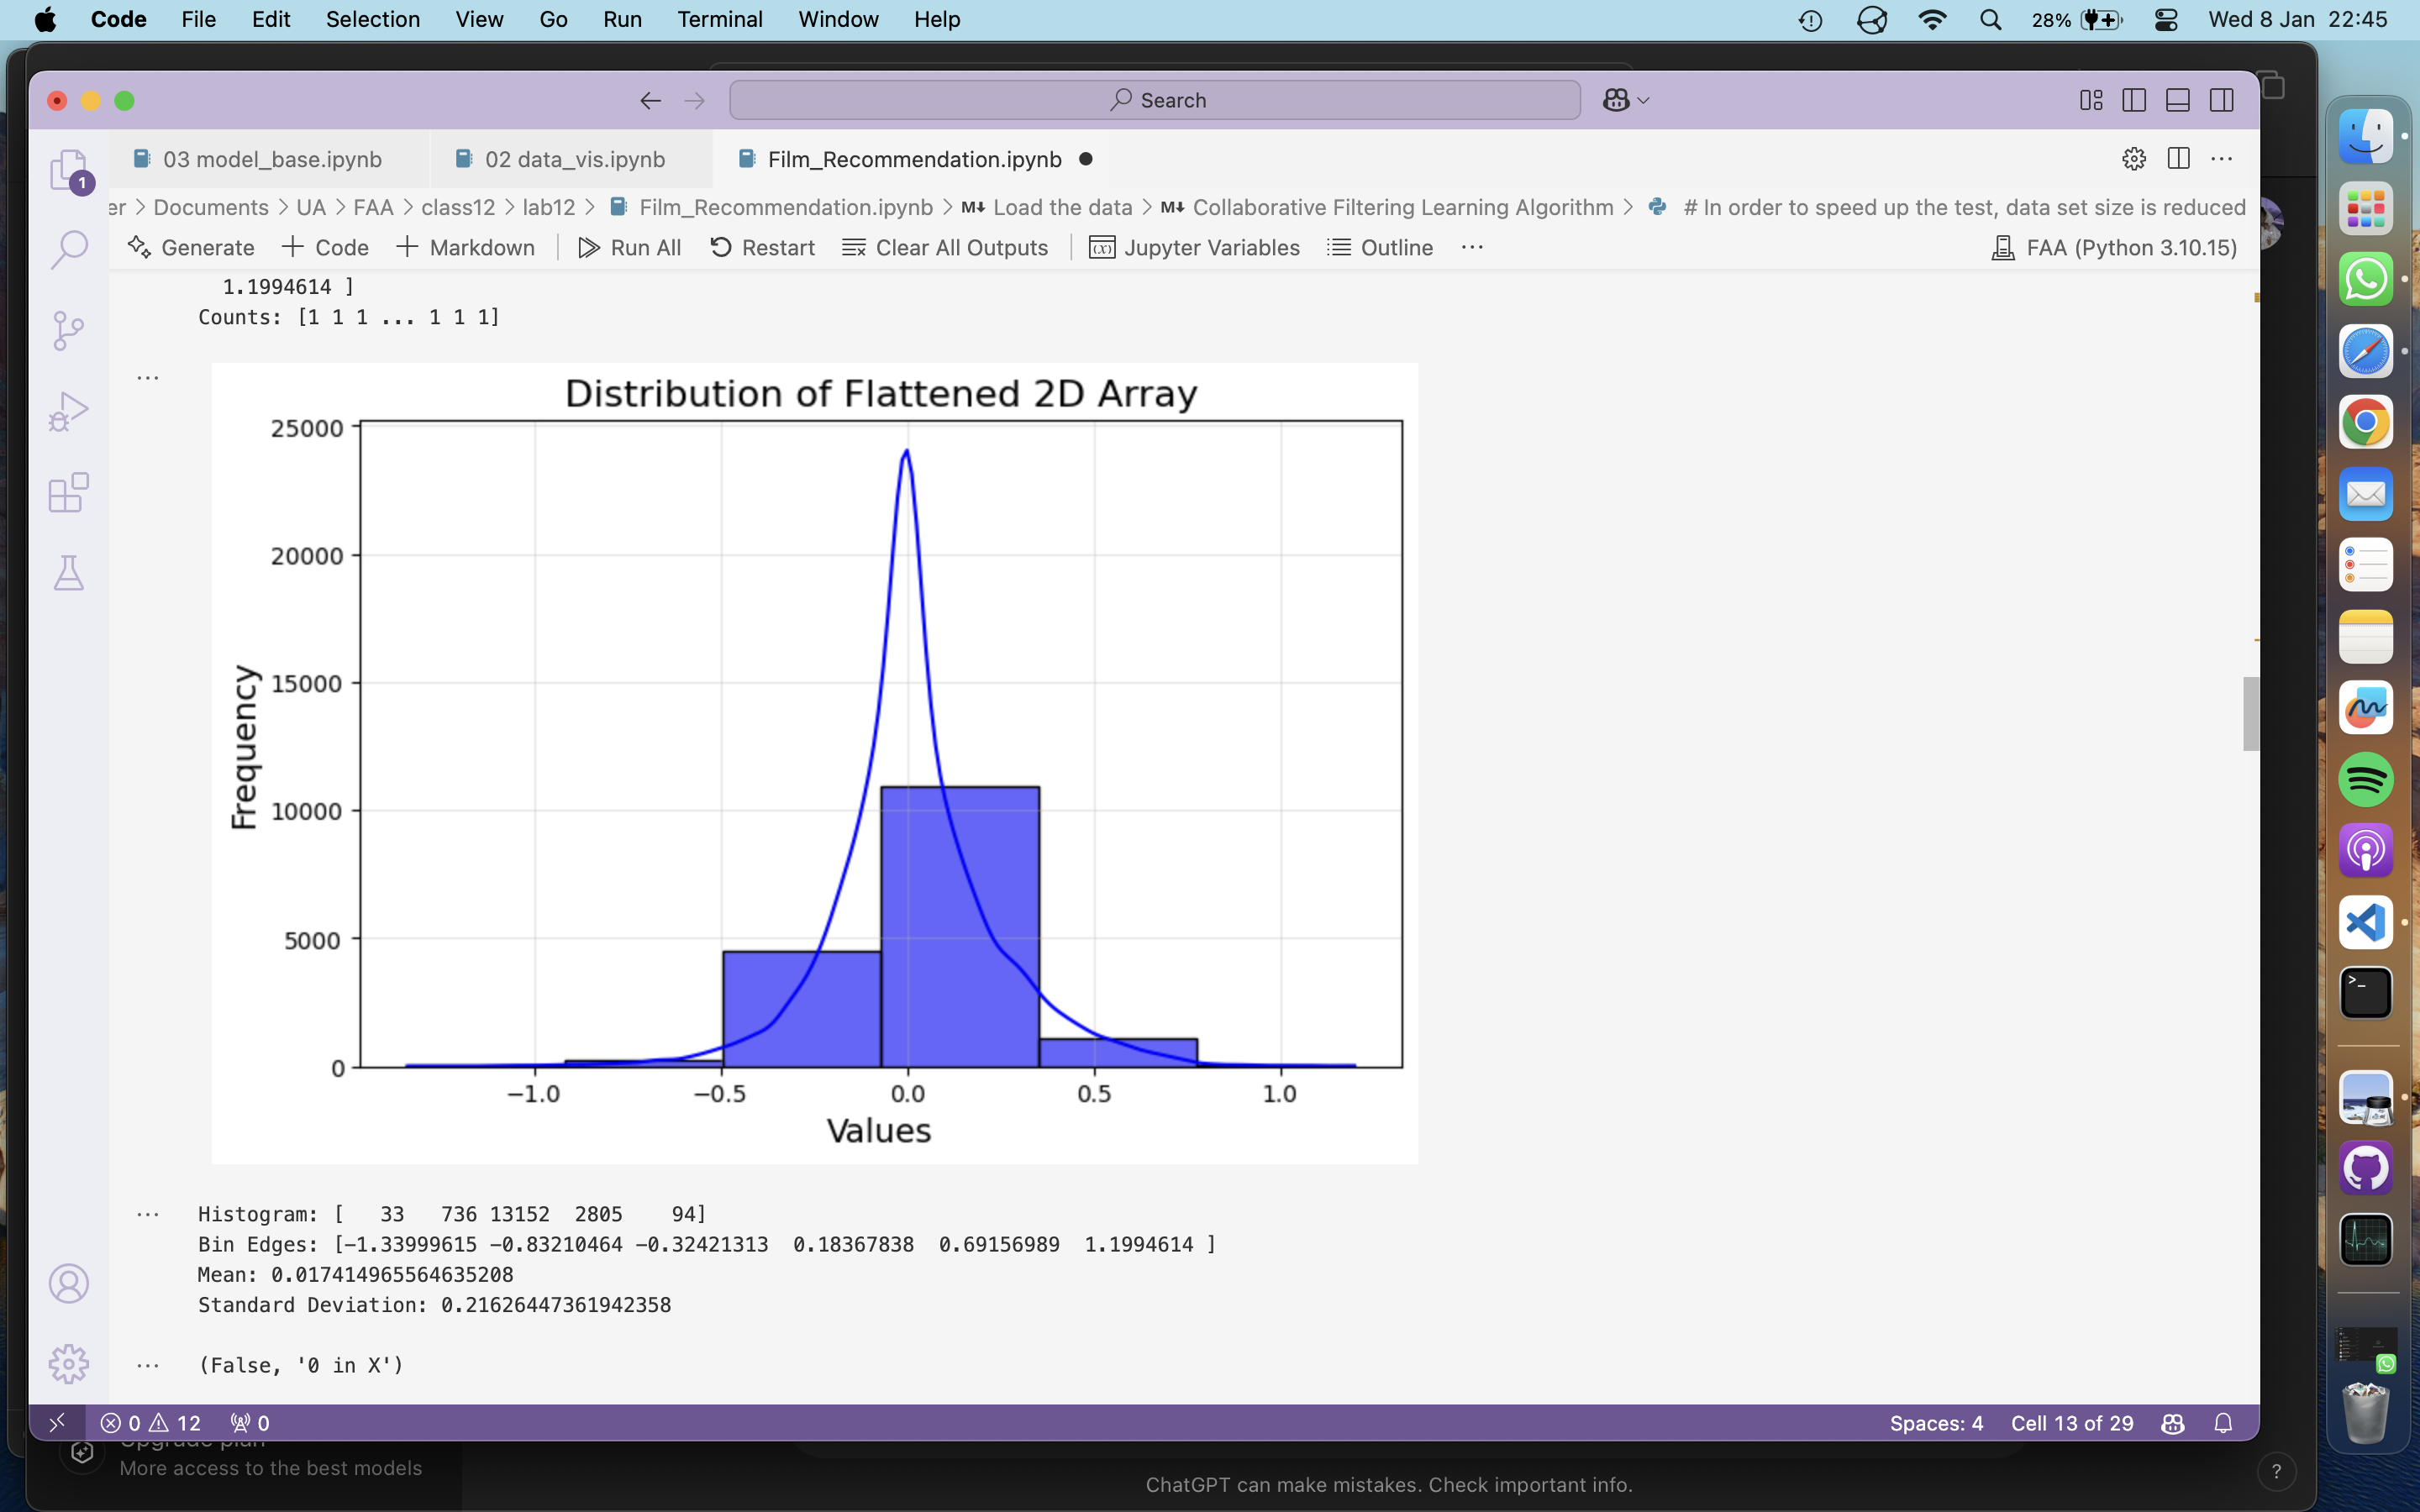 Code File Edit Selection View Go Run Terminal Window Help 28% Wed 8 Jan 22:45
Search
03 model_base.ipynb 02 data_vis.ipynb Film_Recommendation.ipynb
1
er > Documents > UA > FAA > class12 > lab12 > Film_Recommendation.ipynb > M↓ Load the data > M↓ Collaborative Filtering Learning Algorithm > # In order to speed up the test, data set size is reduced
Generate + Code + Markdown Run All Restart Clear All Outputs Jupyter Variables Outline ... FAA (Python 3.10.15)
1.1994614 ]
Counts: [1 1 1 ... 1 1 1]
Distribution of Flattened 2D Array
25000
20000
15000
10000
5000
0
Frequency
−1.0 −0.5 0.0 0.5 1.0
Values
Histogram: [   33   736 13152  2805    94]
Bin Edges: [-1.33999615 -0.83210464 -0.32421313  0.18367838  0.69156989  1.1994614 ]
Mean: 0.017414965564635208
Standard Deviation: 0.21626447361942358
(False, '0 in X')
0 12 0 Spaces: 4 Cell 13 of 29
Upgrade plan
More access to the best models
ChatGPT can make mistakes. Check important info.
?